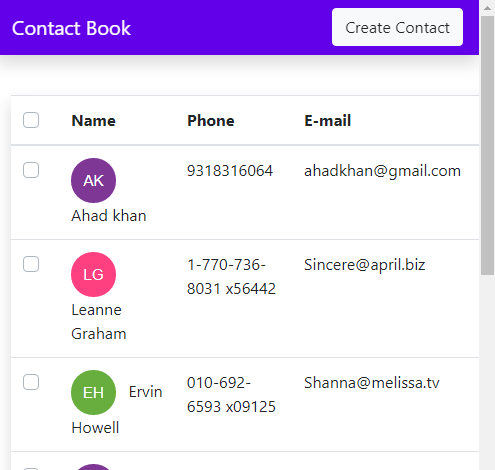 Contact Book Create Contact
Name Phone E-mail
AK 9318316064 ahadkhan@gmail.com
Ahad khan
LG 1-770-736- Sincere@april.biz
8031 x56442
Leanne
Graham
EH Ervin 010-692- Shanna@melissa.tv
6593 x09125
Howell